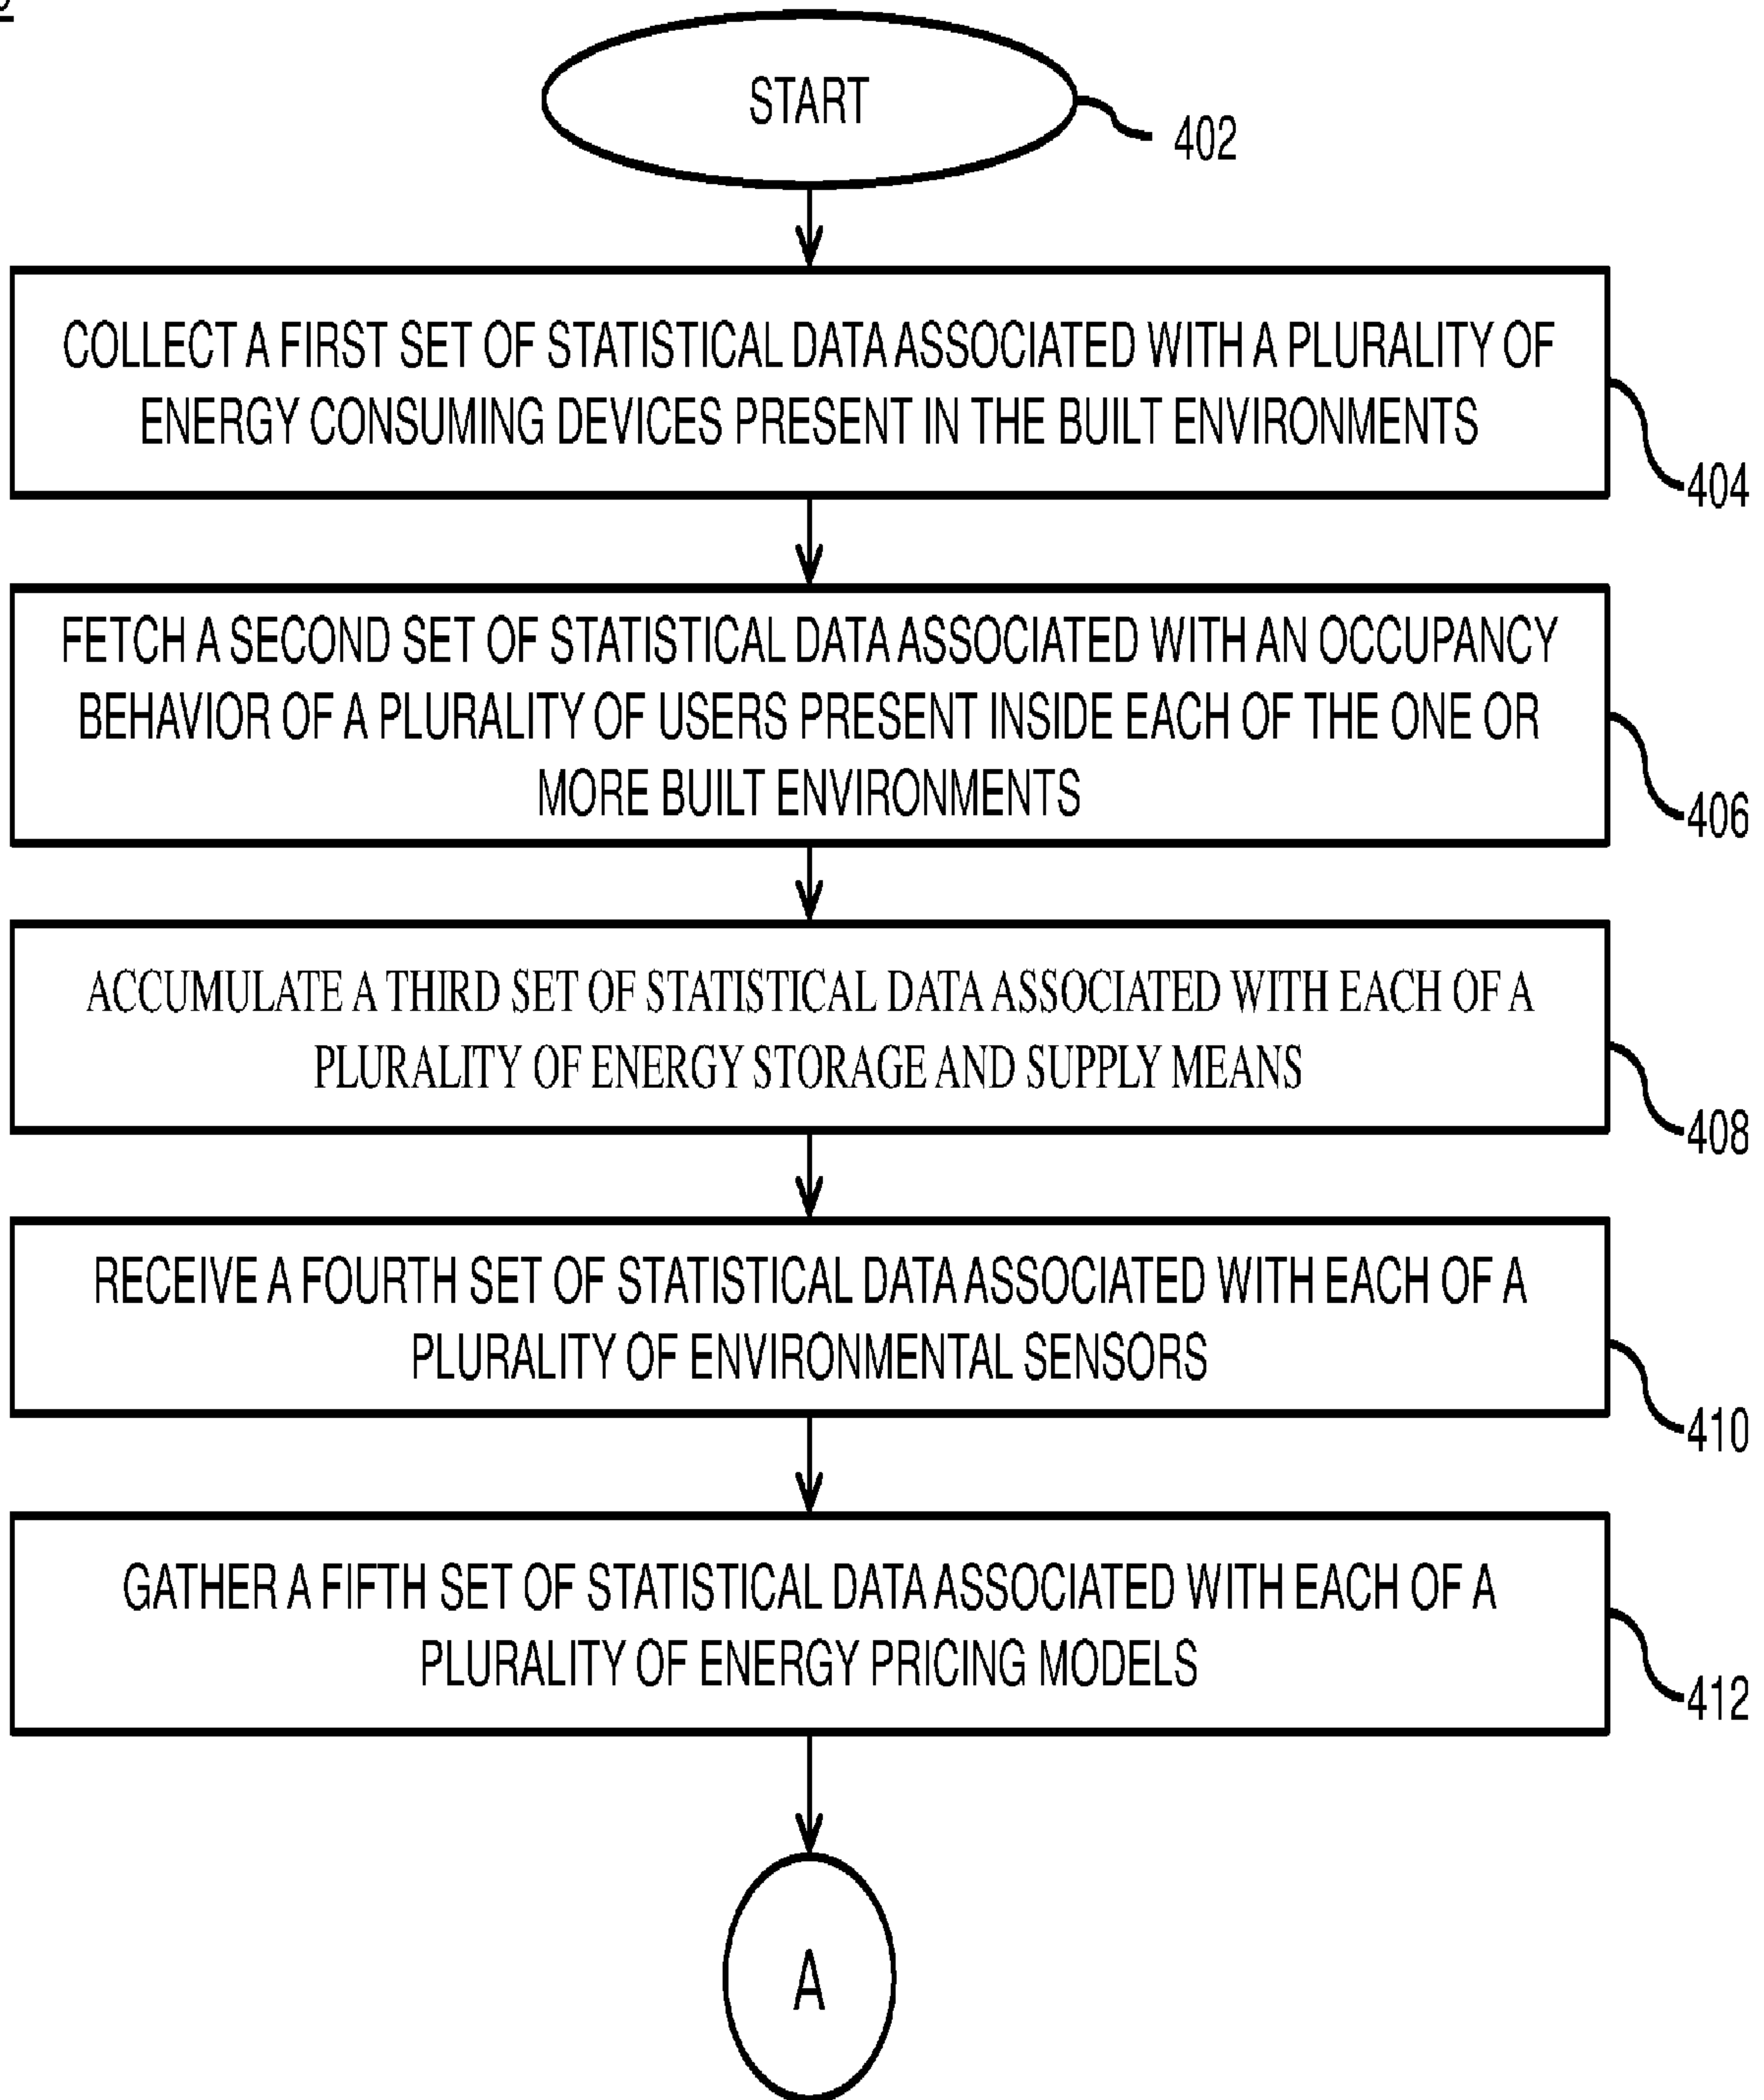 START
402
COLLECT A FIRST SET OF STATISTICAL DATA ASSOCIATED WITH A PLURALITY OF
ENERGY CONSUMING DEVICES PRESENT IN THE BUILT ENVIRONMENTS
404
FETCH A SECOND SET OF STATISTICAL DATA ASSOCIATED WITH AN OCCUPANCY
BEHAVIOR OF A PLURALITY OF USERS PRESENT INSIDE EACH OF THE ONE OR
MORE BUILT ENVIRONMENTS
406
ACCUMULATE A THIRD SET OF STATISTICAL DATA ASSOCIATED WITH EACH OF A
PLURALITY OF ENERGY STORAGE AND SUPPLY MEANS
408
RECEIVE A FOURTH SET OF STATISTICAL DATA ASSOCIATED WITH EACH OF A
PLURALITY OF ENVIRONMENTAL SENSORS
410
GATHER A FIFTH SET OF STATISTICAL DATA ASSOCIATED WITH EACH OF A
PLURALITY OF ENERGY PRICING MODELS
412
A